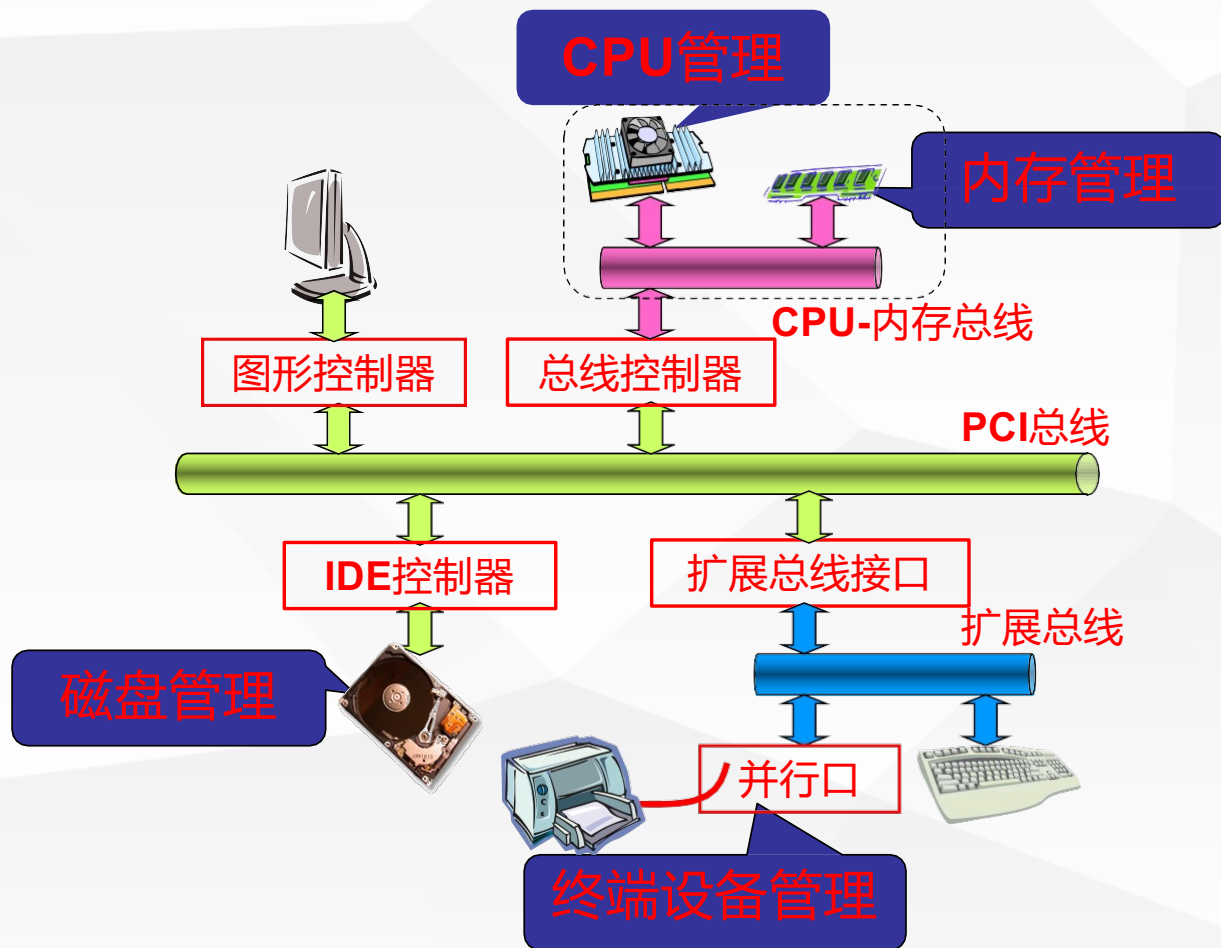 CPU管理
内存管理
CPU-内存总线
图形控制器
总线控制器
PCI总线
IDE控制器
扩展总线接口
扩展总线
磁盘管理
并行口
终端设备管理